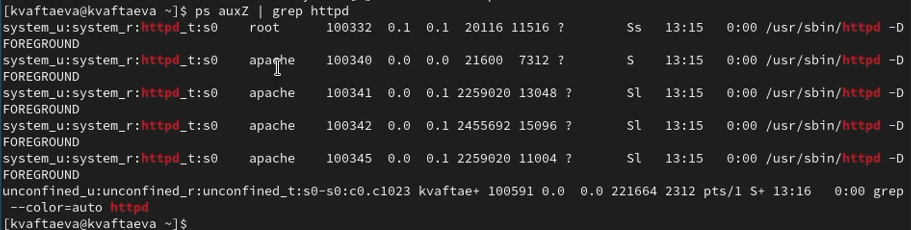 [kvaftaeva@kvaftaeva ~]$ ps auxZ | grep httpd
system_u:system_r:httpd_t:s0    root      100332  0.1  0.1  20116 11516 ?        Ss   13:15   0:00 /usr/sbin/httpd -D
FOREGROUND
system_u:system_r:httpd_t:s0    apache    100340  0.0  0.0  21600  7312 ?        S    13:15   0:00 /usr/sbin/httpd -D
FOREGROUND
system_u:system_r:httpd_t:s0    apache    100341  0.0  0.1 2259020 13048 ?       Sl   13:15   0:00 /usr/sbin/httpd -D
FOREGROUND
system_u:system_r:httpd_t:s0    apache    100342  0.0  0.1 2455692 15096 ?       Sl   13:15   0:00 /usr/sbin/httpd -D
FOREGROUND
system_u:system_r:httpd_t:s0    apache    100345  0.0  0.1 2259020 11004 ?       Sl   13:15   0:00 /usr/sbin/httpd -D
FOREGROUND
unconfined_u:unconfined_r:unconfined_t:s0-s0:c0.c1023 kvaftae+ 100591 0.0  0.0 221664 2312 pts/1 S+ 13:16   0:00 grep
--color=auto httpd
[kvaftaeva@kvaftaeva ~]$